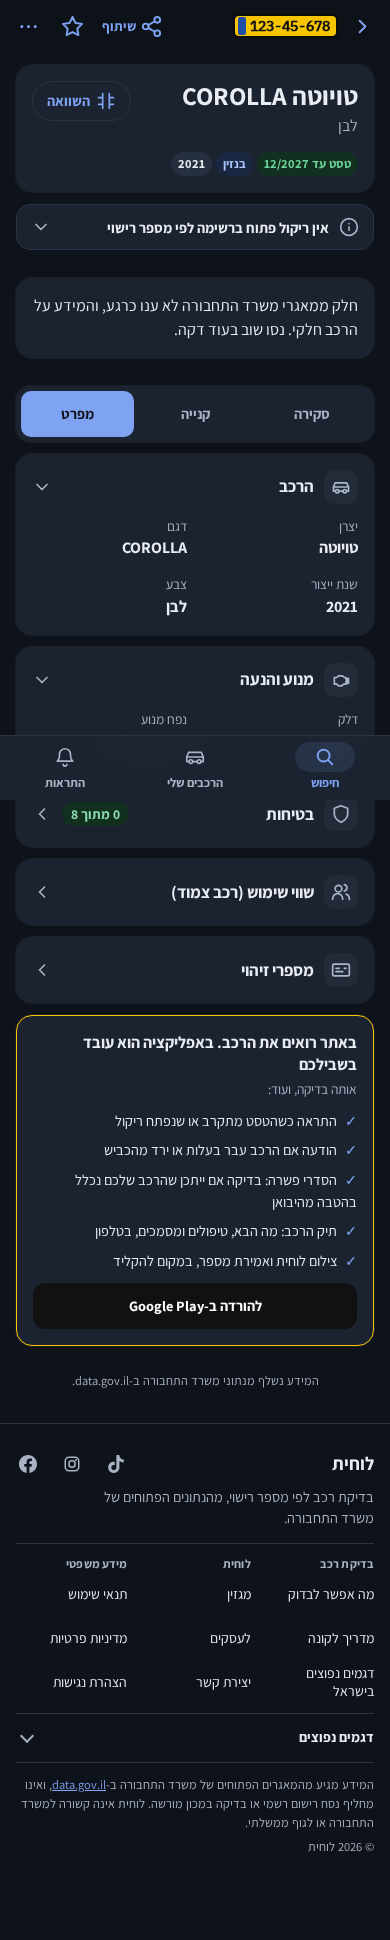 123-45-678
שיתוף
טויוטה COROLLA
השוואה
לבן
טסט עד 12/2027
בנזין
2021
אין ריקול פתוח ברשימה לפי מספר רישוי
חלק ממאגרי משרד התחבורה לא ענו כרגע, והמידע על
הרכב חלקי. נסו שוב בעוד דקה.
סקירה
קנייה
מפרט
הרכב
יצרן
דגם
טויוטה
COROLLA
שנת ייצור
צבע
2021
לבן
מנוע והנעה
דלק
נפח מנוע
חיפוש
הרכבים שלי
התראות
בטיחות
0 מתוך 8
שווי שימוש (רכב צמוד)
מספרי זיהוי
באתר רואים את הרכב. באפליקציה הוא עובד
בשבילכם
אותה בדיקה, ועוד:
✓ התראה כשהטסט מתקרב או שנפתח ריקול
✓ הודעה אם הרכב עבר בעלות או ירד מהכביש
✓ הסדרי פשרה: בדיקה אם ייתכן שהרכב שלכם נכלל
בהטבה מהיבואן
✓ תיק הרכב: מה הבא, טיפולים ומסמכים, בטלפון
✓ צילום לוחית ואמירת מספר, במקום להקליד
להורדה ב-Google Play
המידע נשלף מנתוני משרד התחבורה ב-data.gov.il.
לוחית
בדיקת רכב לפי מספר רישוי, מהנתונים הפתוחים של
משרד התחבורה.
בדיקת רכב
לוחית
מידע משפטי
מה אפשר לבדוק
מגזין
תנאי שימוש
מדריך לקונה
לעסקים
מדיניות פרטיות
דגמים נפוצים
בישראל
יצירת קשר
הצהרת נגישות
דגמים נפוצים
המידע מגיע מהמאגרים הפתוחים של משרד התחבורה ב-data.gov.il, ואינו
מחליף נסח רישום רשמי או בדיקה במכון מורשה. לוחית אינה קשורה למשרד
התחבורה או לגוף ממשלתי.
© 2026 לוחית